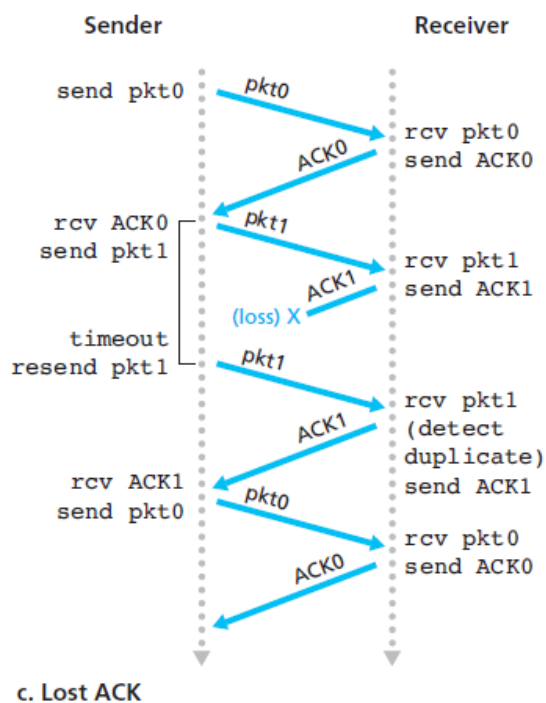 Sender
Receiver
send pkt0
pkt0
rcv pkt0
send ACK0
ACK0
rcv ACK0
send pkt1
pkt1
rcv pkt1
send ACK1
ACK1
(loss) X
timeout
resend pkt1
pkt1
rcv pkt1
(detect
duplicate)
send ACK1
ACK1
rcv ACK1
send pkt0
pkt0
rcv pkt0
send ACK0
ACK0
c. Lost ACK